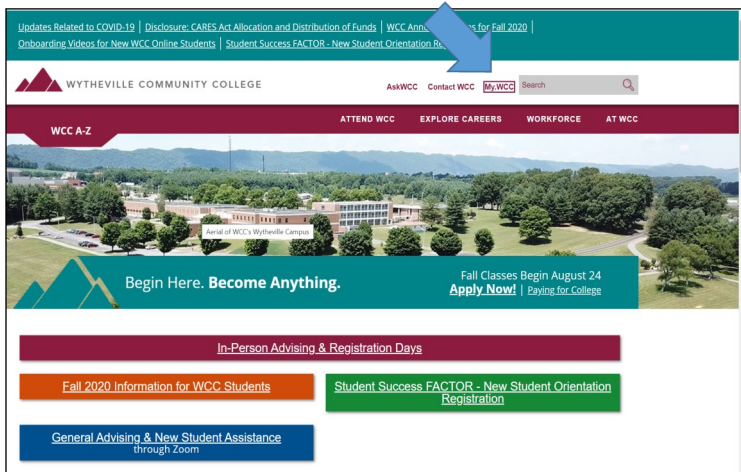 Updates Related to COVID-19 | Disclosure: CARES Act Allocation and Distribution of Funds | WCC for Fall 2020 |
Onboarding Videos for New WCC Online Students | Student Success FACTOR - New Student Orientation
WYTHEVILLE COMMUNITY COLLEGE
AskWCC Contact WCC My.WCC Search
WCC A-Z
ATTEND WCC EXPLORE CAREERS WORKFORCE AT WCC
Aerial of WCC's Wytheville Campus
Begin Here. Become Anything.
Fall Classes Begin August 24
Apply Now! | Paying for College
In-Person Advising & Registration Days
Fall 2020 Information for WCC Students
Student Success FACTOR - New Student Orientation
Registration
General Advising & New Student Assistance
through Zoom